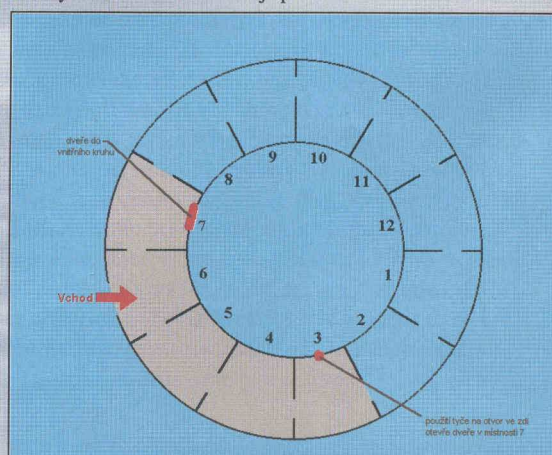 dveře do
vnitřního kruhu
9
10
8
11
7
12
6
1
Vchod
5
2
4
3
použití tyče na otvor ve zdi
otevře dveře v místnosti 7